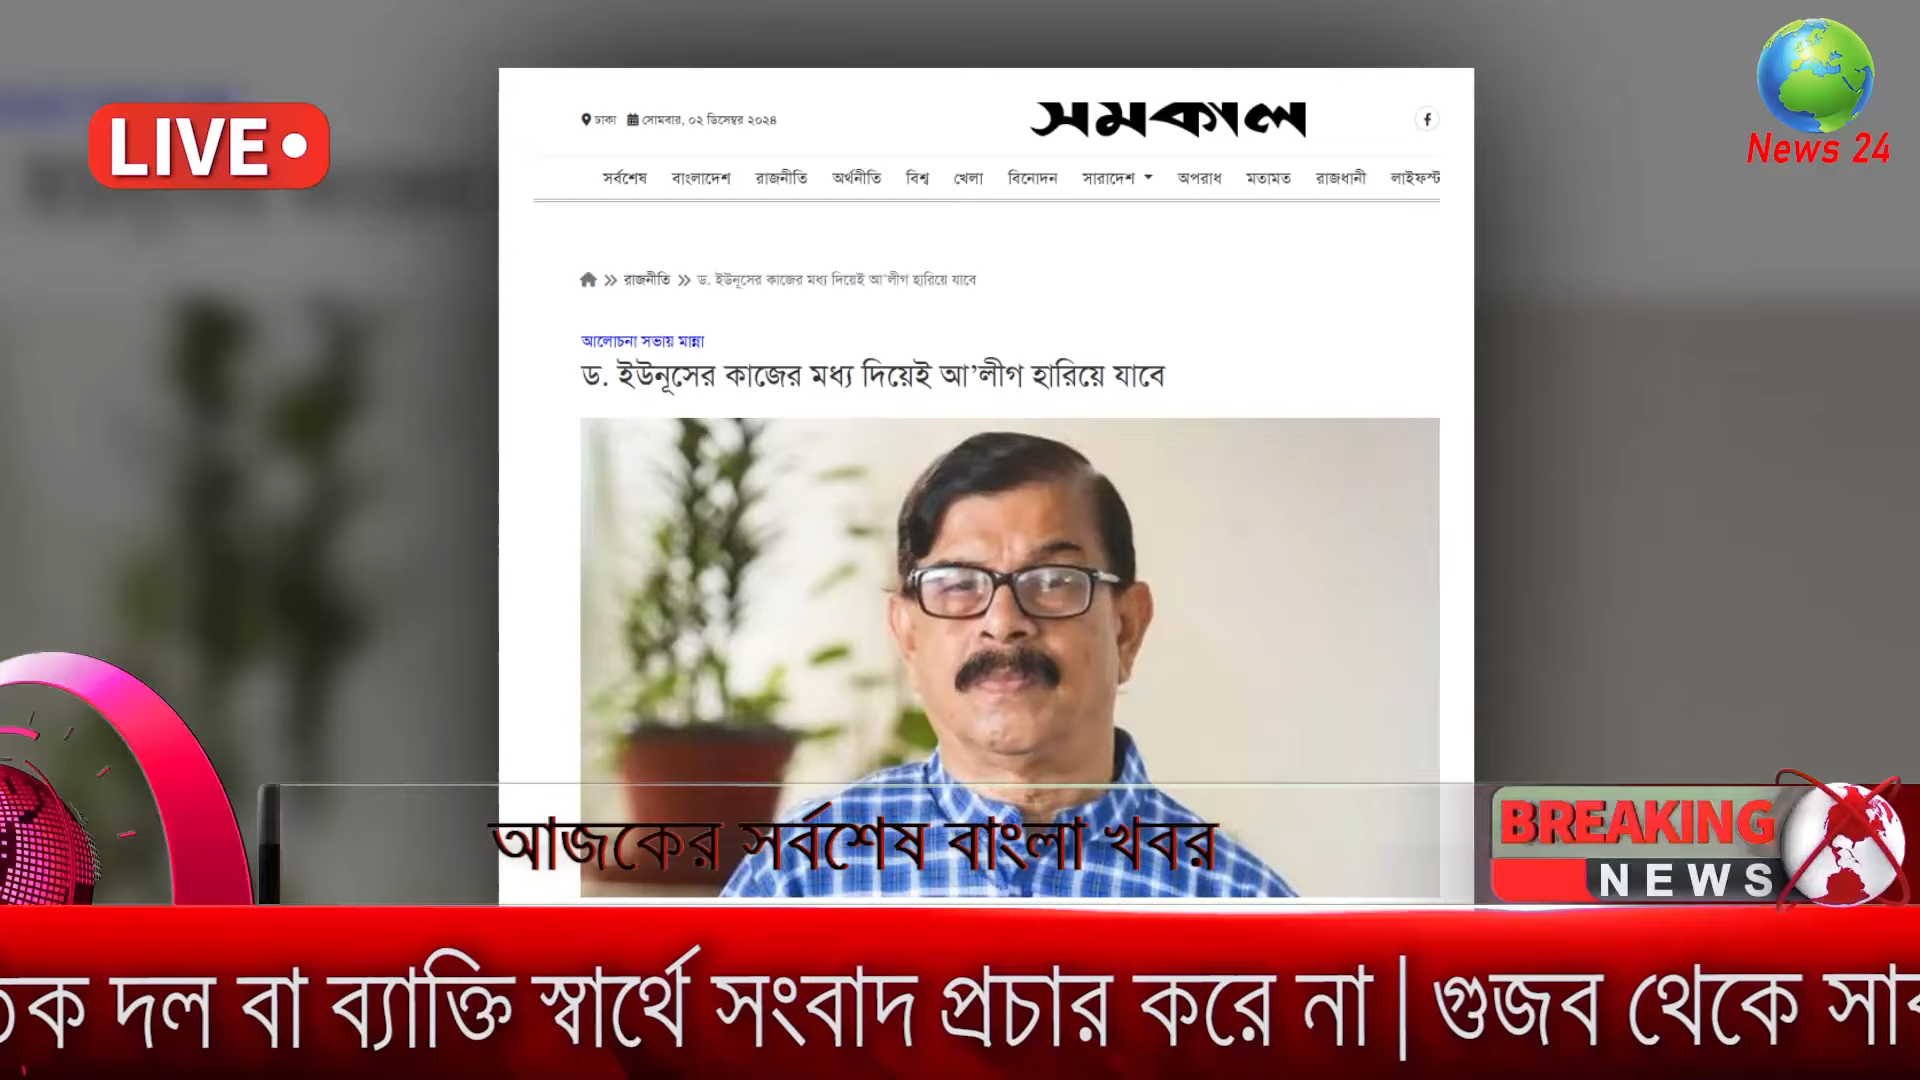 LIVE
ঢাকা সোমবার, ০২ ডিসেম্বর ২০২৪
সমকাল
News 24
সর্বশেষ বাংলাদেশ রাজনীতি অর্থনীতি বিশ্ব খেলা বিনোদন সারাদেশ অপরাধ মতামত রাজধানী লাইফস্ট
রাজনীতি » ড. ইউনূসের কাজের মধ্য দিয়েই আ'লীগ হারিয়ে যাবে
আলোচনা সভায় মান্না
ড. ইউনূসের কাজের মধ্য দিয়েই আ’লীগ হারিয়ে যাবে
আজকের সর্বশেষ বাংলা খবর
BREAKING
NEWS
দল বা ব্যাক্তি স্বার্থে সংবাদ প্রচার করে না | গুজব থেকে